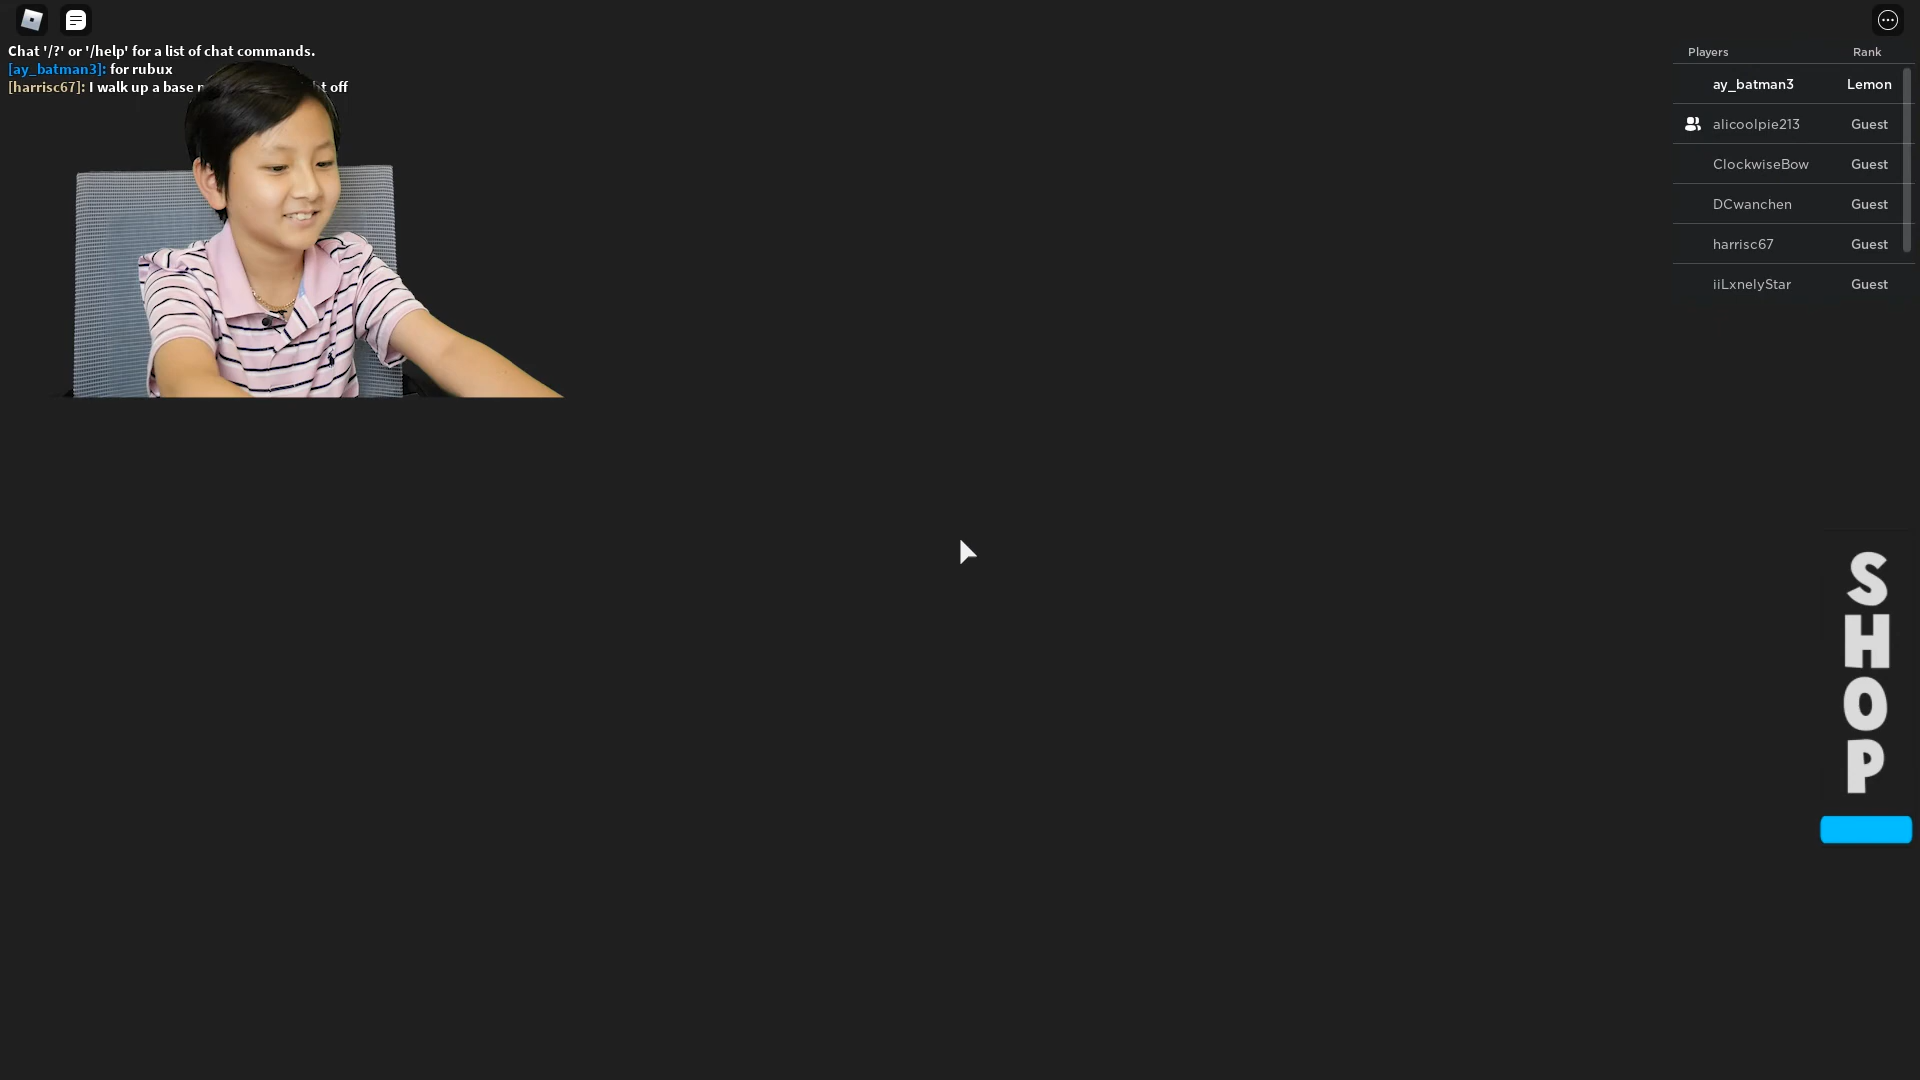 Chat '/?' or '/help' for a list of chat commands.
[ay_batman3]: for rubux
[harrisc67]: I walk up a base off
Players Rank
ay_batman3 Lemon
alicoolpie213 Guest
ClockwiseBow Guest
DCwanchen Guest
harrisc67 Guest
iiLxnelyStar Guest
SHOP